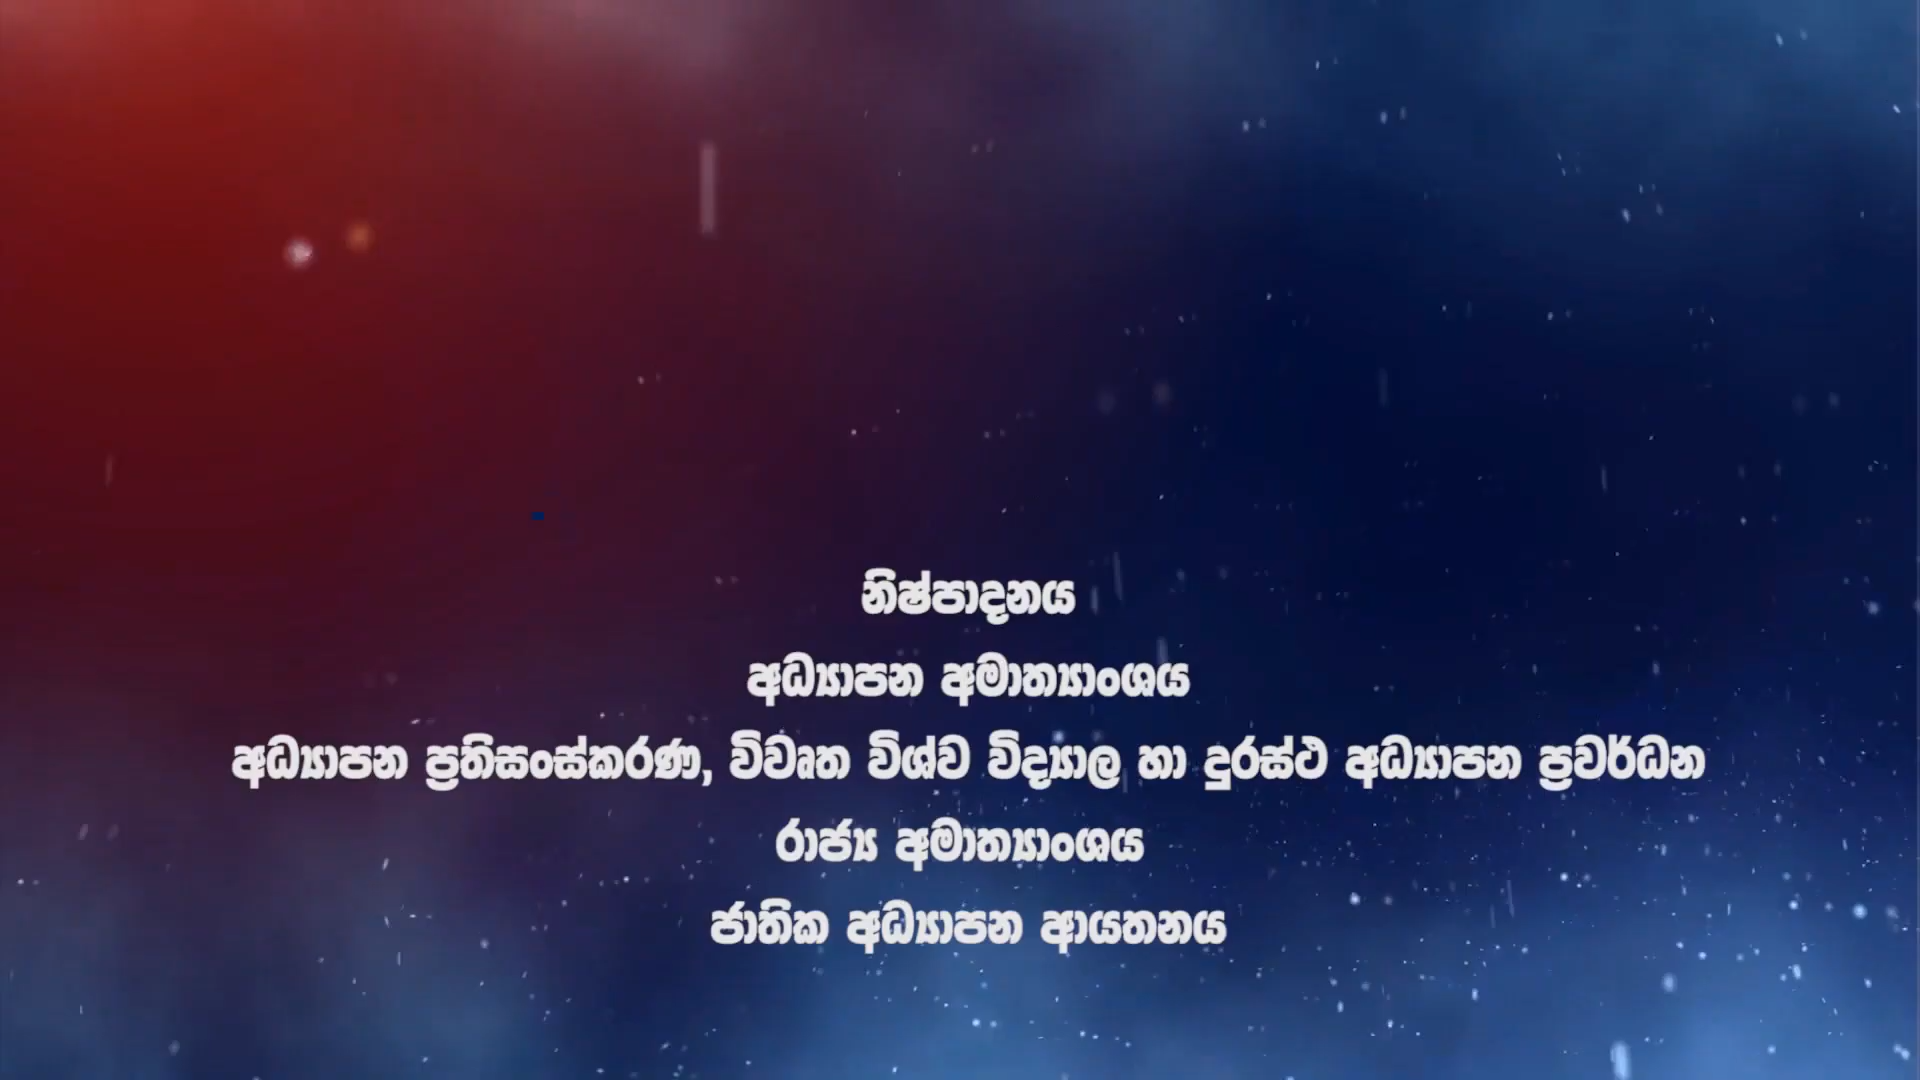 නිෂ්පාදනය
අධ්‍යාපන අමාත්‍යාංශය
අධ්‍යාපන ප්‍රතිසංස්කරණ, විවෘත විශ්ව විද්‍යාල හා දුරස්ථ අධ්‍යාපන ප්‍රවර්ධන
රාජ්‍ය අමාත්‍යාංශය
ජාතික අධ්‍යාපන ආයතනය